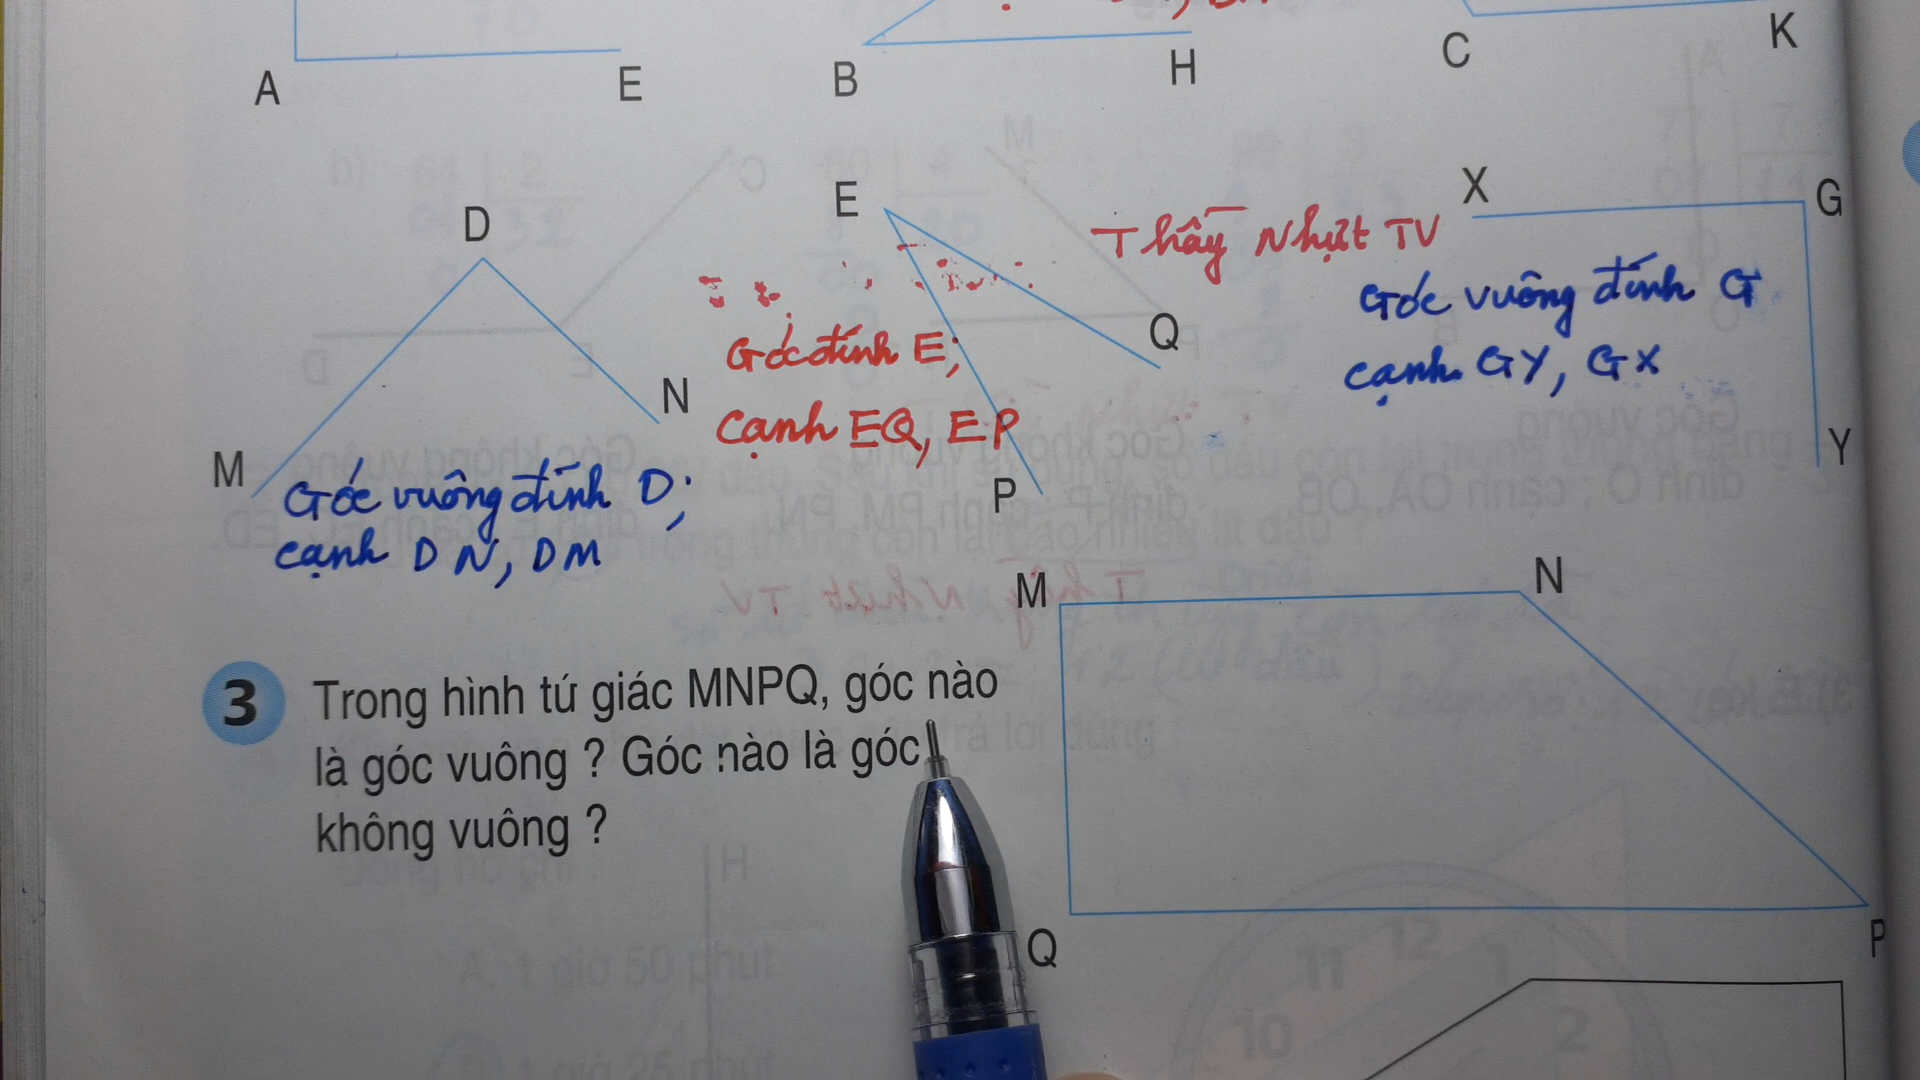 A
E
B
H
C
K
D
E
Thầy Nhựt TV
X
G
Góc vuông đỉnh G
cạnh GY, GX
Q
N
Góc đỉnh E;
cạnh EQ, EP
M
Y
P
Góc vuông đỉnh D;
cạnh DN, DM
M
N
3 Trong hình tứ giác MNPQ, góc nào
là góc vuông ? Góc nào là góc
không vuông ?
Q
P